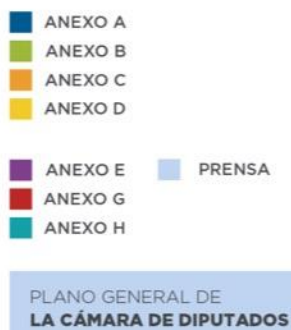 ANEXO A
ANEXO B
ANEXO C
ANEXO D
ANEXO E
PRENSA
ANEXO G
ANEXO H
PLANO GENERAL DE
LA CÁMARA DE DIPUTADOS